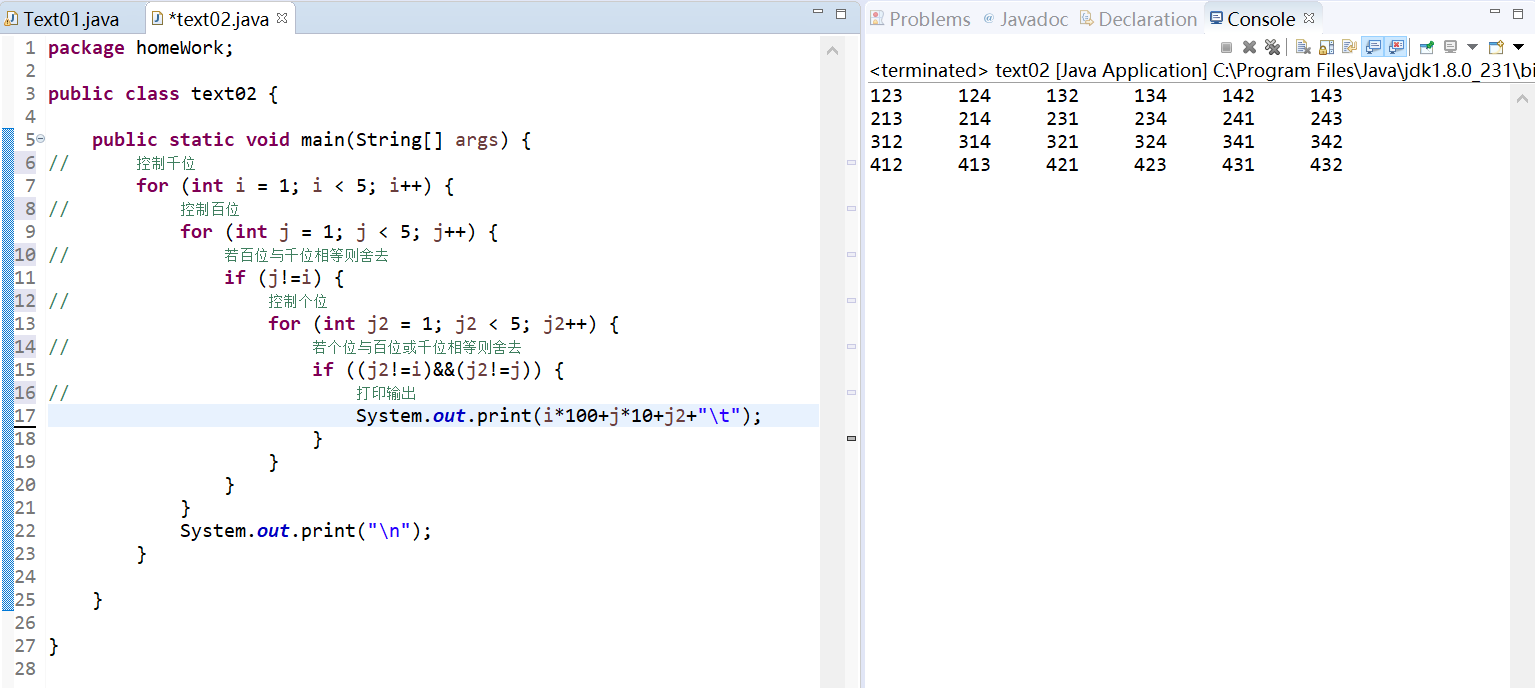 Text01.java *text02.java
1 package homeWork;
2
3 public class text02 {
4
5 public static void main(String[] args) {
6 // 控制千位
7 for (int i = 1; i < 5; i++) {
8 // 控制百位
9 for (int j = 1; j < 5; j++) {
10 // 若百位与千位相等则舍去
11 if (j!=i) {
12 // 控制个位
13 for (int j2 = 1; j2 < 5; j2++) {
14 // 若个位与百位或千位相等则舍去
15 if ((j2!=i)&&(j2!=j)) {
16 // 打印输出
17 System.out.print(i*100+j*10+j2+"\t");
18 }
19 }
20 }
21 }
22 System.out.print("\n");
23 }
24
25 }
26
27 }
28
Problems @ Javadoc Declaration Console
<terminated> text02 [Java Application] C:\Program Files\Java\jdk1.8.0_231\bi
123 124 132 134 142 143
213 214 231 234 241 243
312 314 321 324 341 342
412 413 421 423 431 432